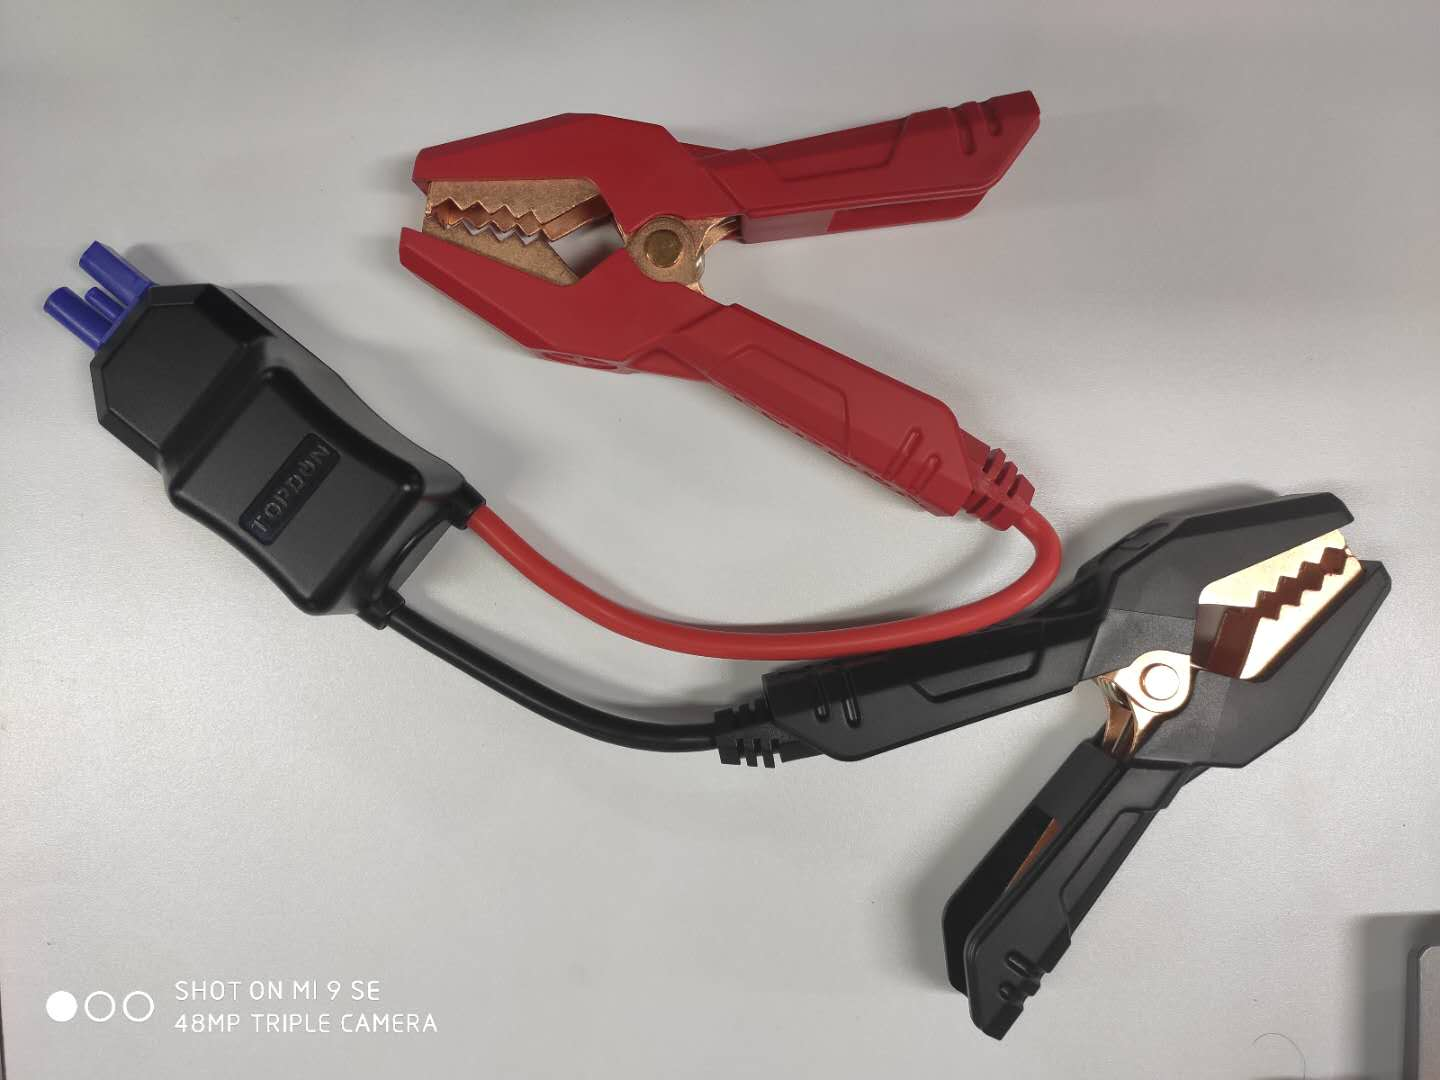 TOPDON
SHOT ON MI 9 SE
48MP TRIPLE CAMERA